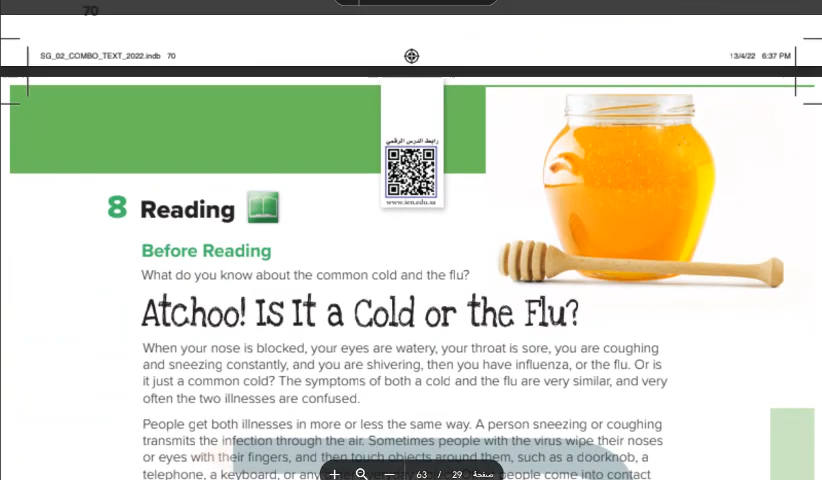 70
SG_02_COMBO_TEXT_2022.indb 70
13/4/22 6:37 PM
رابط الدرس الرقمي
www.ien.edu.sa
8 Reading
Before Reading
What do you know about the common cold and the flu?
Atchoo! Is It a Cold or the Flu?
When your nose is blocked, your eyes are watery, your throat is sore, you are coughing
and sneezing constantly, and you are shivering, then you have influenza, or the flu. Or is
it just a common cold? The symptoms of both a cold and the flu are very similar, and very
often the two illnesses are confused.
People get both illnesses in more or less the same way. A person sneezing or coughing
transmits the infection through the air. Sometimes people with the virus wipe their noses
or eyes with their fingers, and then touch objects around them, such as a doorknob, a
telephone, a keyboard, or any people come into contact
صفحة 29 / 63